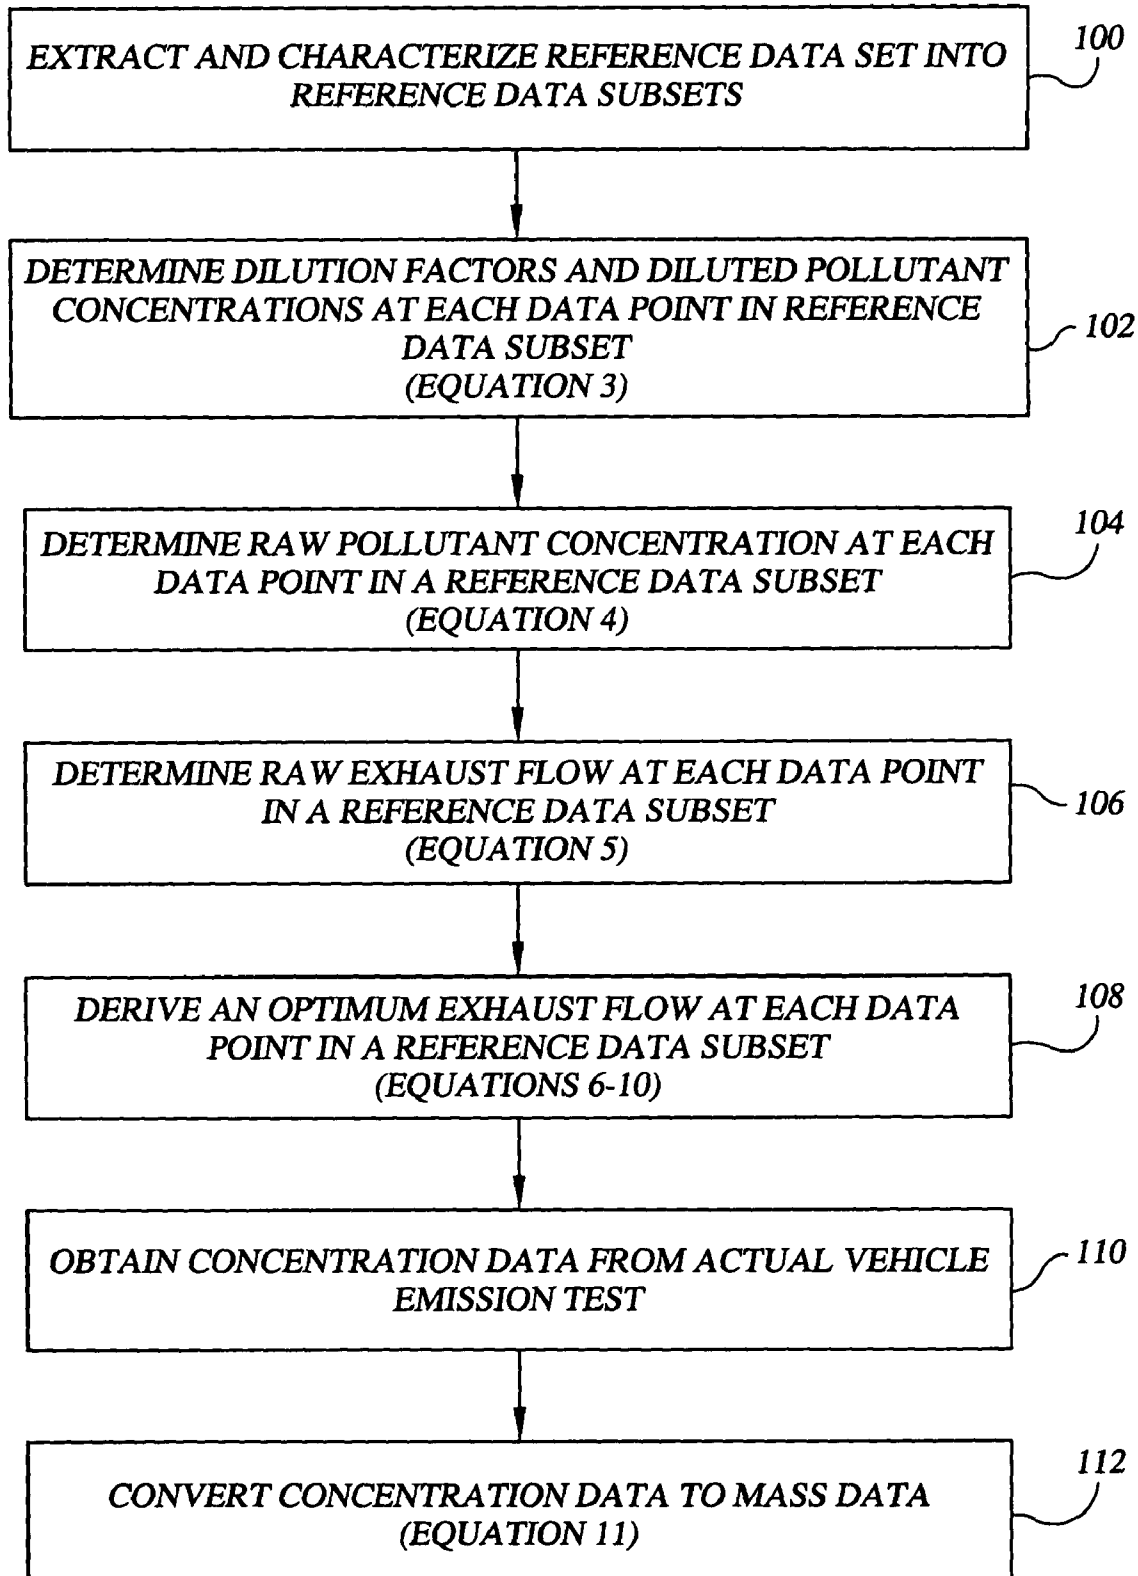 EXTRACT AND CHARACTERIZE REFERENCE DATA SET INTO
REFERENCE DATA SUBSETS
100
DETERMINE DILUTION FACTORS AND DILUTED POLLUTANT
CONCENTRATIONS AT EACH DATA POINT IN REFERENCE
DATA SUBSET
(EQUATION 3)
102
DETERMINE RAW POLLUTANT CONCENTRATION AT EACH
DATA POINT IN A REFERENCE DATA SUBSET
(EQUATION 4)
104
DETERMINE RAW EXHAUST FLOW AT EACH DATA POINT
IN A REFERENCE DATA SUBSET
(EQUATION 5)
106
DERIVE AN OPTIMUM EXHAUST FLOW AT EACH DATA
POINT IN A REFERENCE DATA SUBSET
(EQUATIONS 6-10)
108
OBTAIN CONCENTRATION DATA FROM ACTUAL VEHICLE
EMISSION TEST
110
CONVERT CONCENTRATION DATA TO MASS DATA
(EQUATION 11)
112